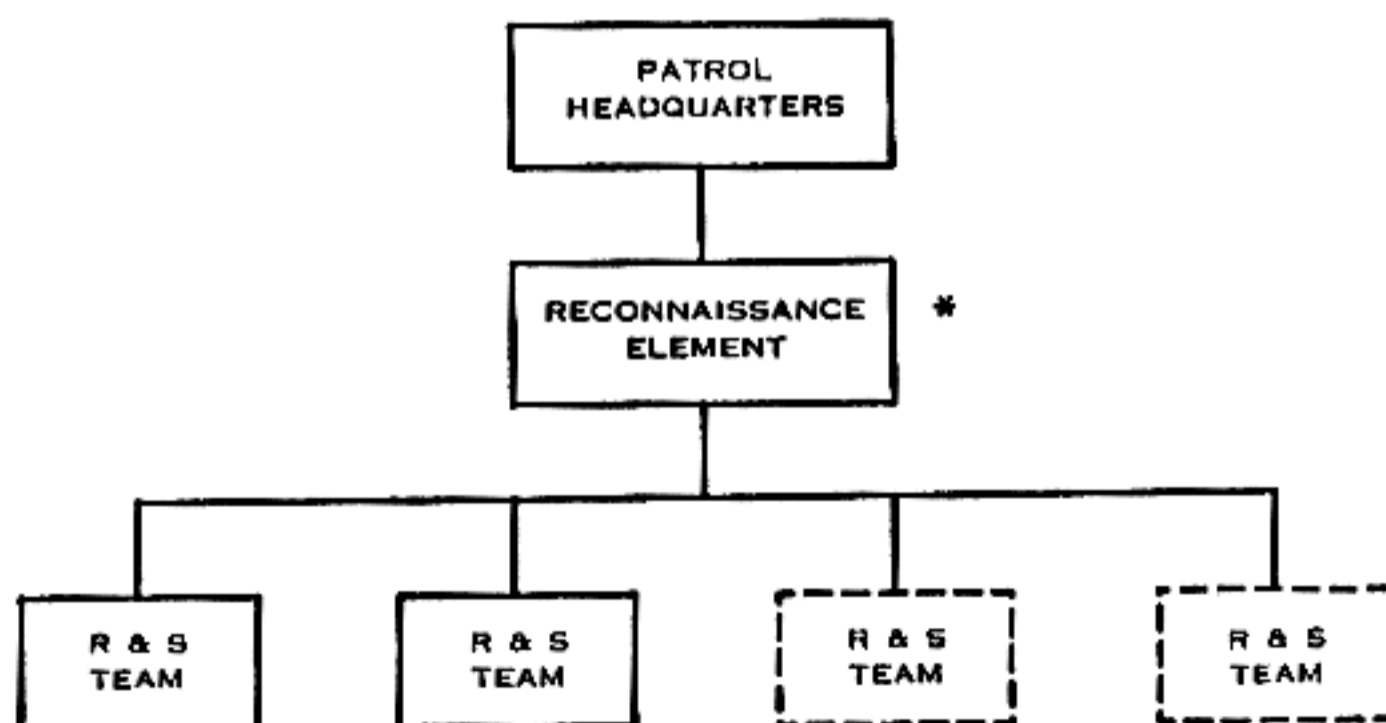 PATROL
HEADQUARTERS
RECONNAISSANCE
ELEMENT
*
R & S
TEAM
R & S
TEAM
R & S
TEAM
R & S
TEAM